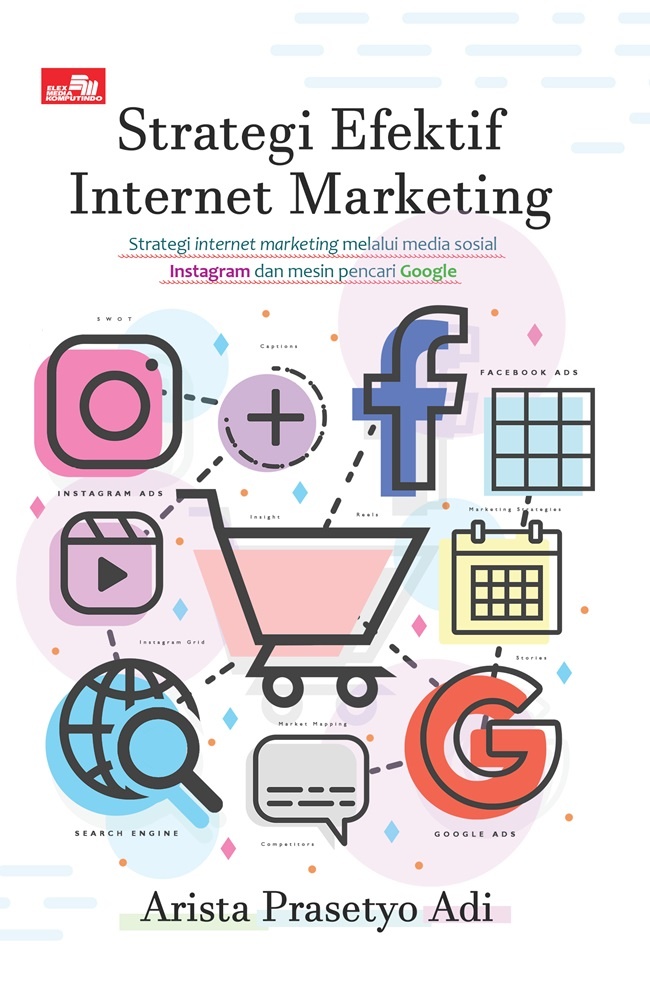 ELEX
MEDIA
KOMPUTINDO
Strategi Efektif
Internet Marketing
Strategi internet marketing melalui media sosial
Instagram dan mesin pencari Google
SWOT
Captions
FACEBOOK ADS
INSTAGRAM ADS
Insight
Reels
Marketing Strategies
Instagram Grid
Stories
Market Mapping
SEARCH ENGINE
Competitors
GOOGLE ADS
Arista Prasetyo Adi